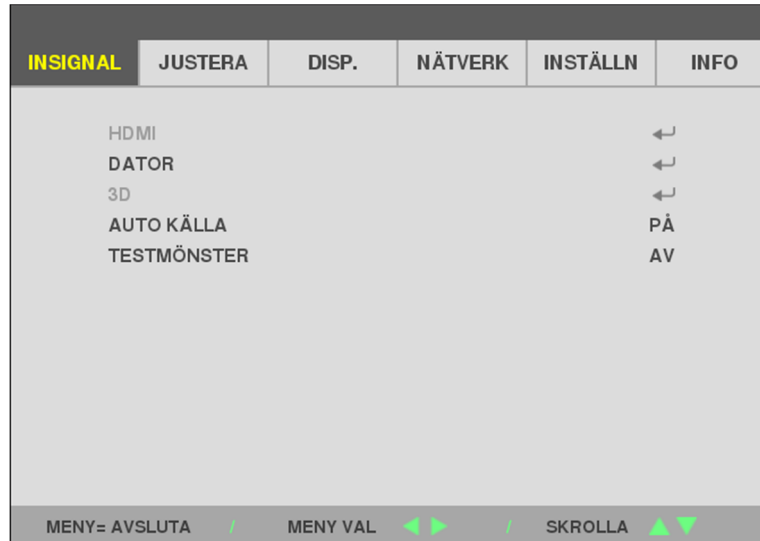 INSIGNAL JUSTERA DISP. NÄTVERK INSTÄLLN INFO
HDMI
DATOR
3D
AUTO KÄLLA PÅ
TESTMÖNSTER AV
MENY= AVSLUTA / MENY VAL ◀ ▶ / SKROLLA ▲ ▼